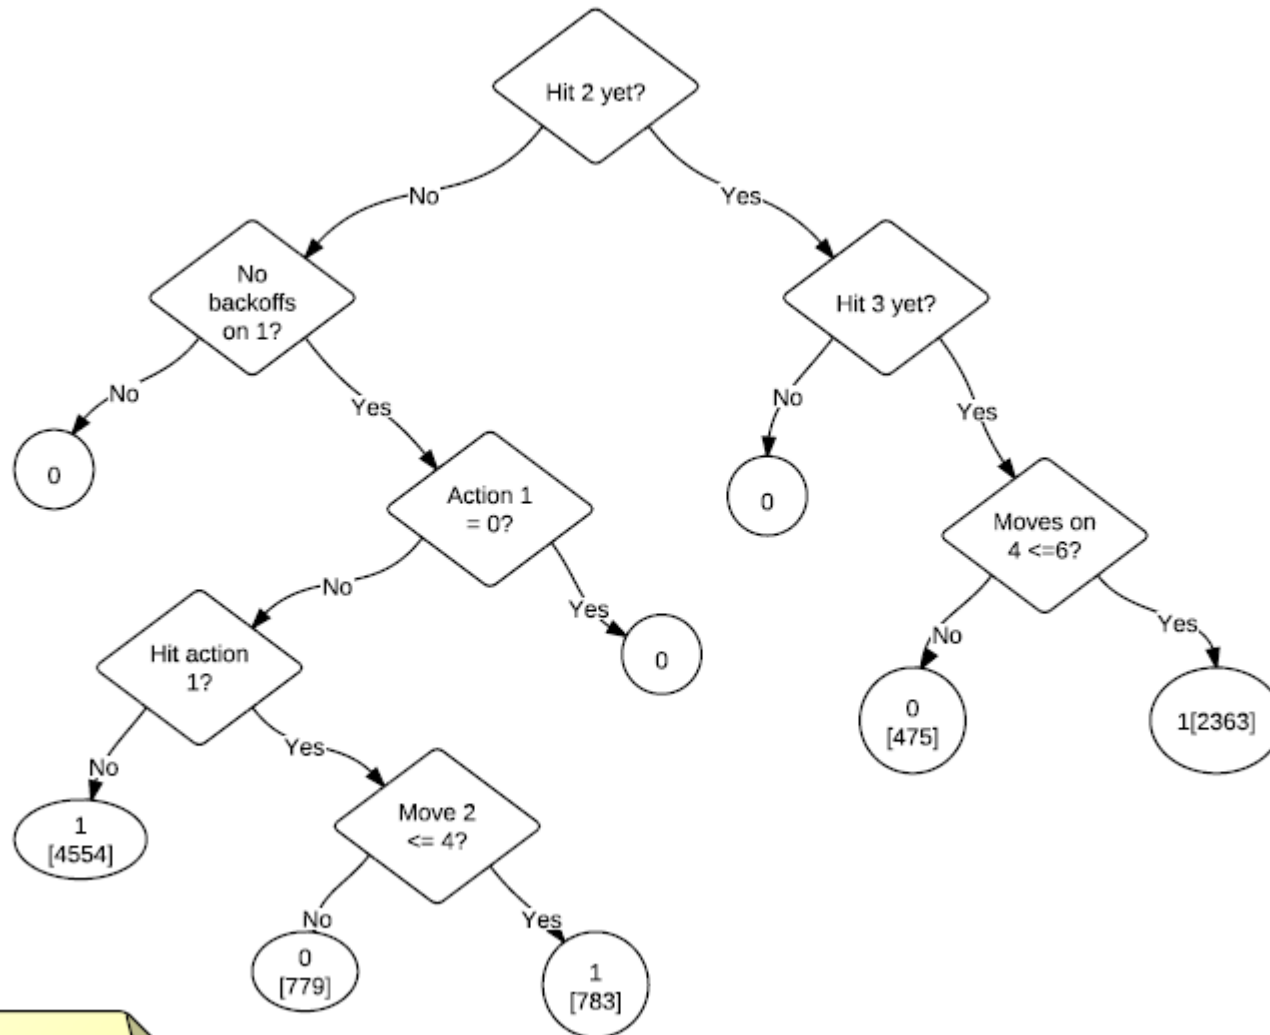 Hit 2 yet?
No
Yes
No
backoffs
on 1?
Hit 3 yet?
No
Yes
No
Yes
0
Action 1
= 0?
0
Moves on
4 <=6?
No
Yes
No
Yes
Hit action
1?
0
0
[475]
1[2363]
No
Yes
1
[4554]
Move 2
<= 4?
No
Yes
0
[779]
1
[783]